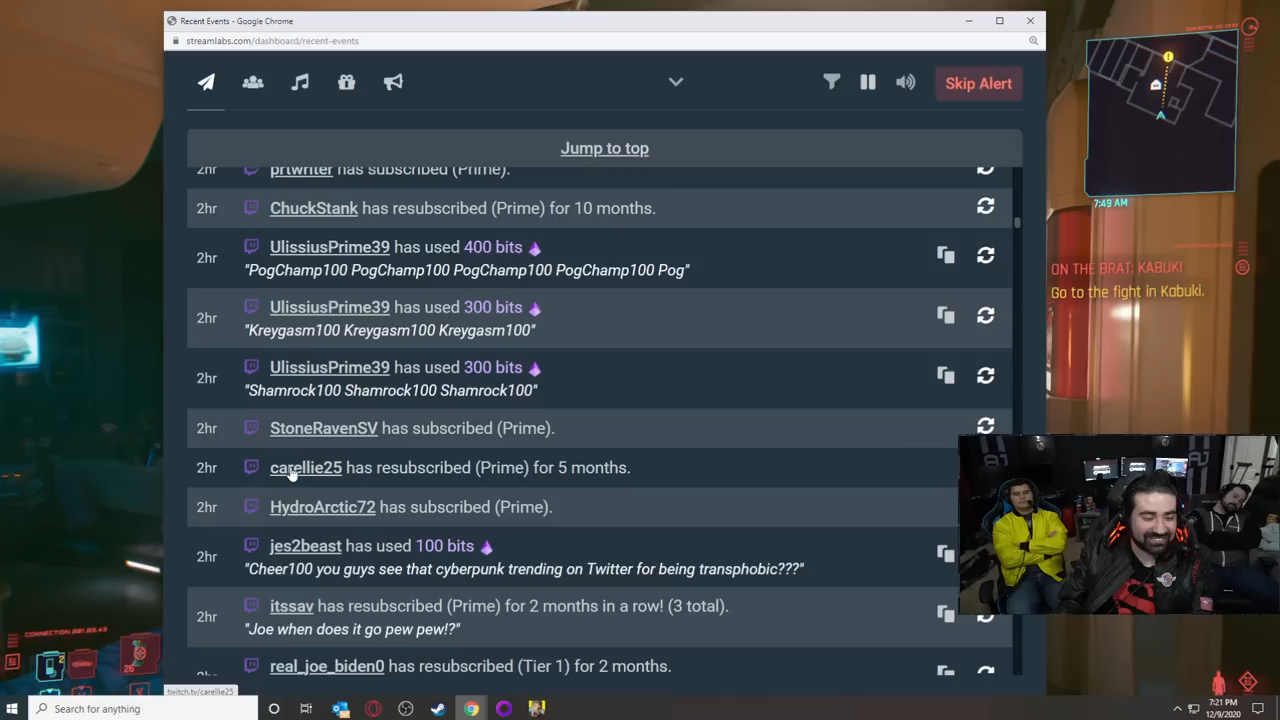 Recent Events - Google Chrome
streamlabs.com/dashboard/recent-events
Skip Alert
Jump to top
2hr prtwriter has subscribed (Prime).
2hr ChuckStank has resubscribed (Prime) for 10 months.
2hr UlissiusPrime39 has used 400 bits
"PogChamp100 PogChamp100 PogChamp100 PogChamp100 Pog"
2hr UlissiusPrime39 has used 300 bits
"Kreygasm100 Kreygasm100 Kreygasm100"
2hr UlissiusPrime39 has used 300 bits
"Shamrock100 Shamrock100 Shamrock100"
2hr StoneRavenSV has subscribed (Prime).
2hr carellie25 has resubscribed (Prime) for 5 months.
2hr HydroArctic72 has subscribed (Prime).
2hr jes2beast has used 100 bits
"Cheer100 you guys see that cyberpunk trending on Twitter for being transphobic???"
2hr itssav has resubscribed (Prime) for 2 months in a row! (3 total).
"Joe when does it go pew pew!?"
real_joe_biden0 has resubscribed (Tier 1) for 2 months.
twitch.tv/carellie25
7:49 AM
ON THE BRAT: KABUKI
Go to the fight in Kabuki.
2
26
Search for anything
7:21 PM
12/9/2020